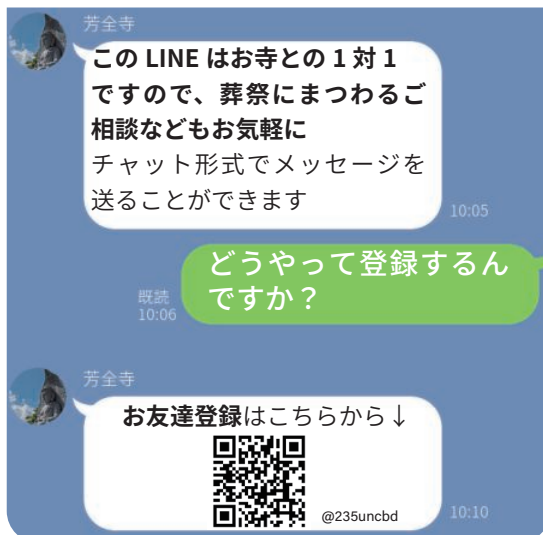 芳全寺
この LINE はお寺との 1 対 1
ですので、葬祭にまつわるご
相談などもお気軽に
チャット形式でメッセージを
送ることができます
10:05
どうやって登録するん
ですか？
既読
10:06
芳全寺
お友達登録はこちらから↓
@235uncbd
10:10